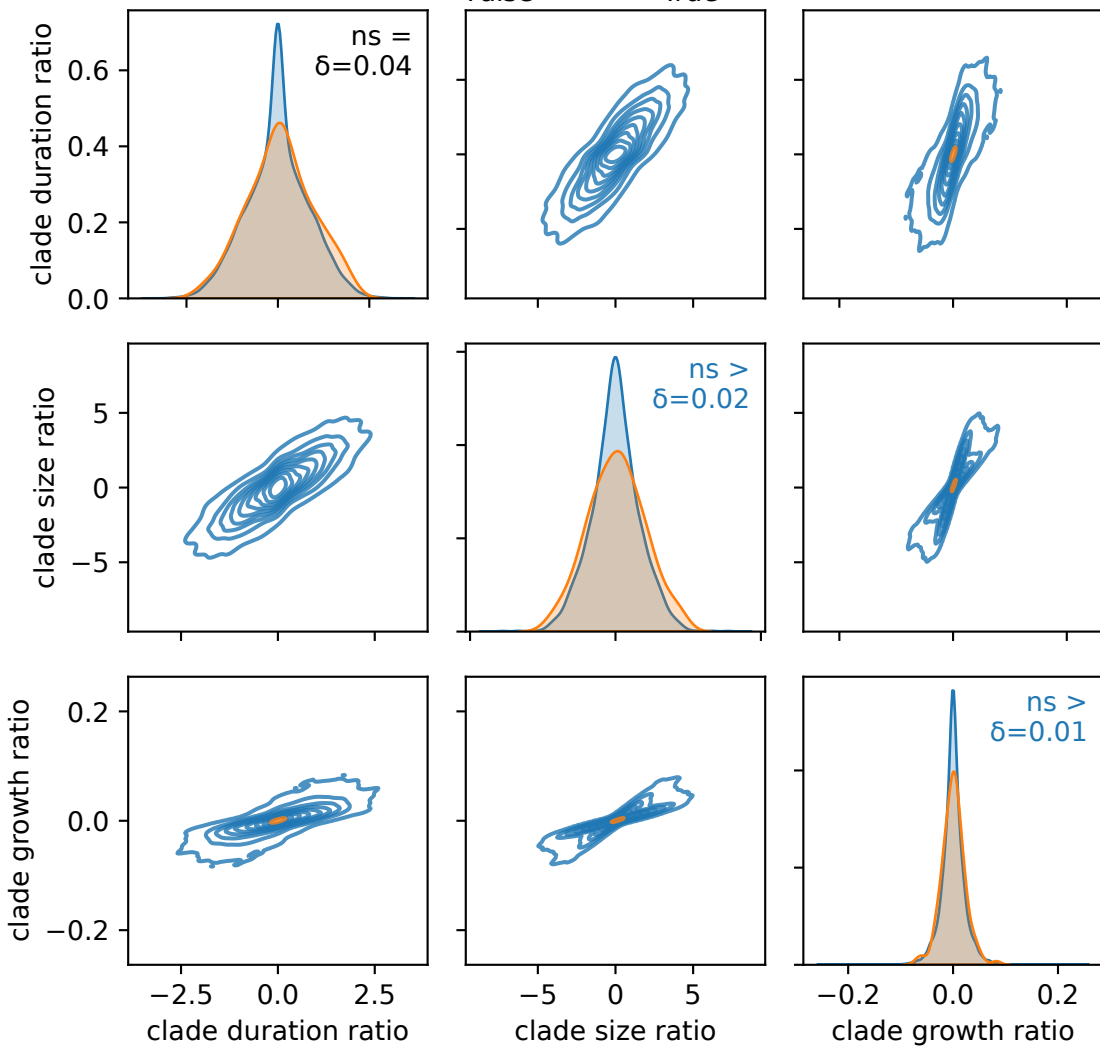 ns =
δ=0.04
clade duration ratio
0.6
0.4
0.2
0.0
ns >
δ=0.02
clade size ratio
5
0
−5
ns >
δ=0.01
clade growth ratio
0.2
0.0
−0.2
−2.5 0.0 2.5
−5 0 5
−0.2 0.0 0.2
clade duration ratio
clade size ratio
clade growth ratio